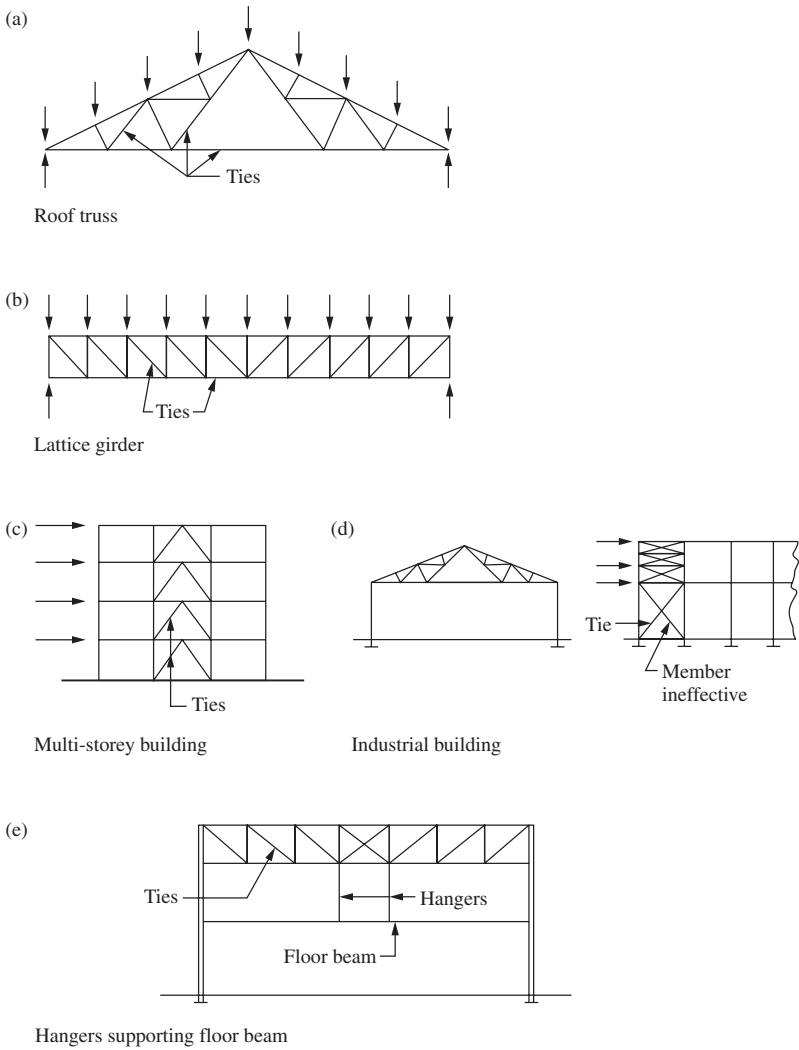 (a)
Ties
Roof truss
(b)
Ties
Lattice girder
(c)
Ties
Multi-storey building
(d)
Tie
Member
ineffective
Industrial building
(e)
Ties
Hangers
Floor beam
Hangers supporting floor beam